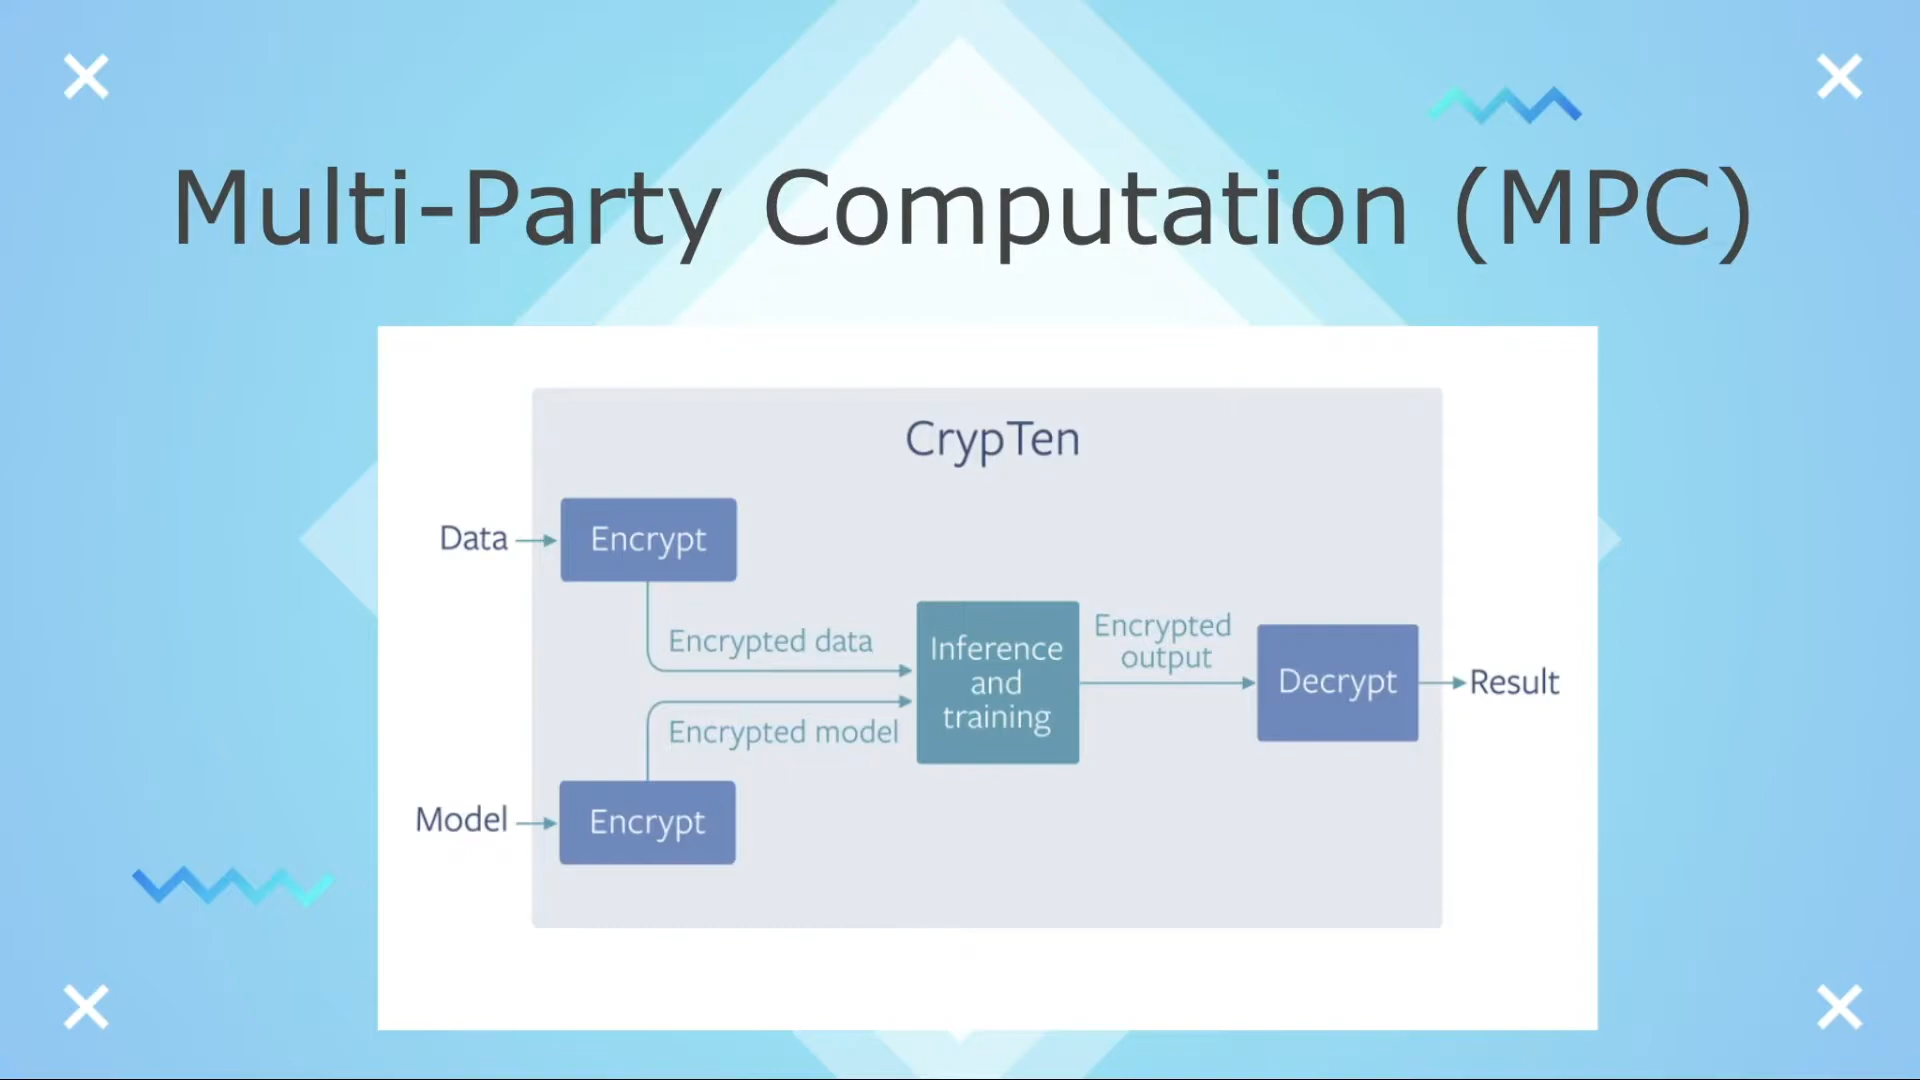 Multi-Party Computation (MPC)
CrypTen
Data
Encrypt
Encrypted data
Inference
and
training
Encrypted
output
Decrypt
Result
Encrypted model
Model
Encrypt